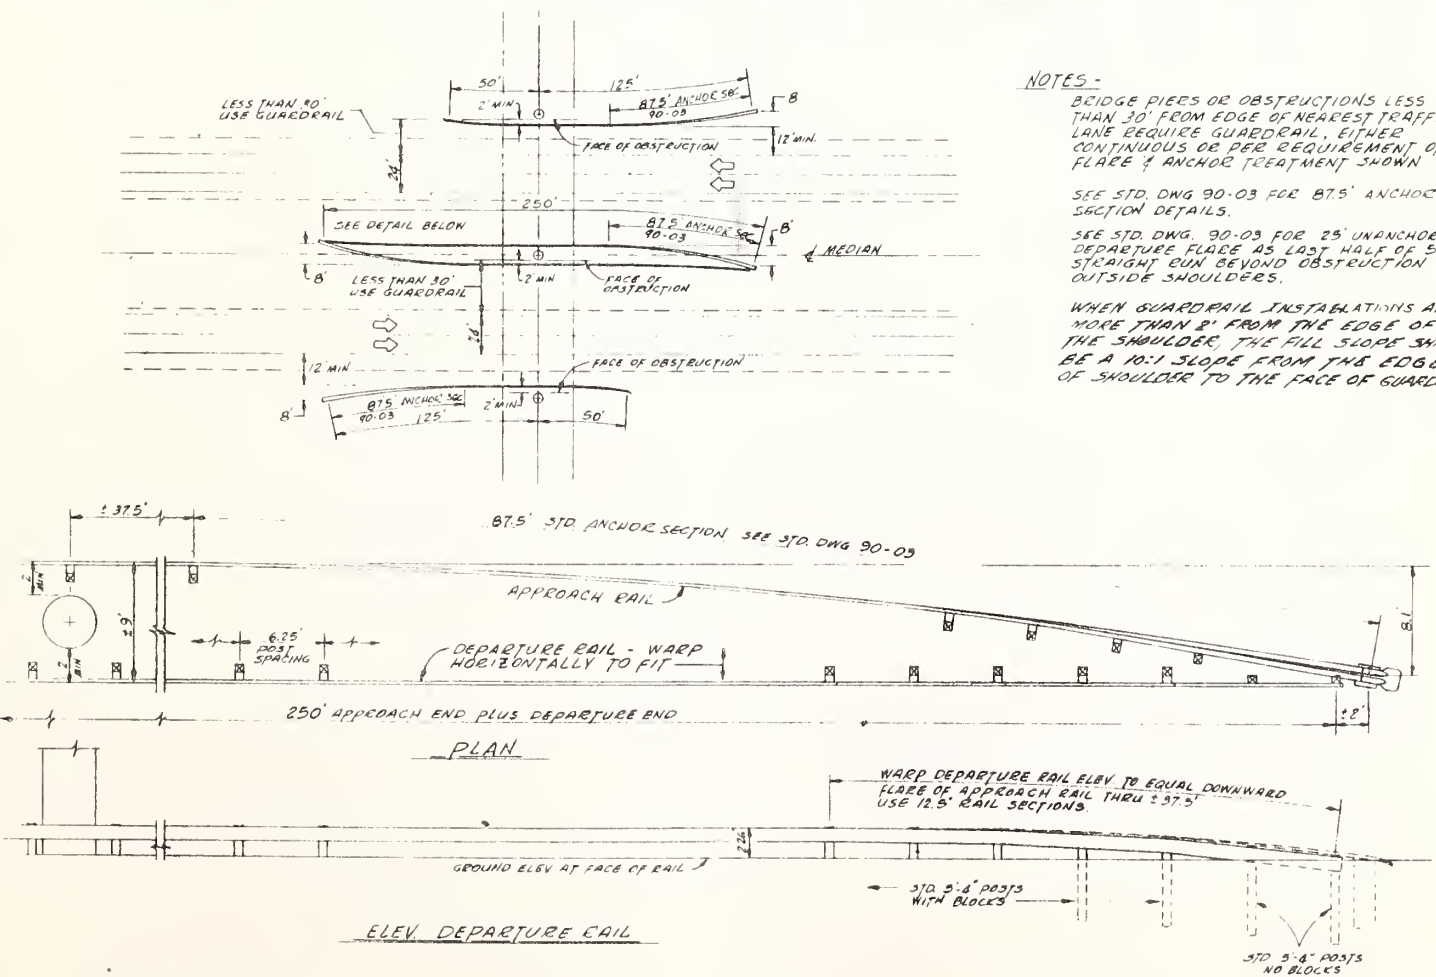 50'
125'
2' MIN
87.5' ANCHOR SEC
90-03
8
LESS THAN 30'
USE GUARDRAIL
FACE OF OBSTRUCTION
12' MIN.
24'
250'
SEE DETAIL BELOW
87.5' ANCHOR SEC
90-03
8'
MEDIAN
8'
LESS THAN 30'
USE GUARDRAIL
2' MIN
FACE OF
OBSTRUCTION
12' MIN
FACE OF OBSTRUCTION
87.5' ANCHOR SEC
90-03
8'
125'
2' MIN
50'
NOTES -
BRIDGE PIERS OR OBSTRUCTIONS LESS
THAN 30' FROM EDGE OF NEAREST TRAFF
LANE REQUIRE GUARDRAIL, EITHER
CONTINUOUS OR PER REQUIREMENT O
FLARE & ANCHOR TREATMENT SHOWN
SEE STD. DWG 90-03 FOR 87.5' ANCHOR
SECTION DETAILS.
SEE STD. DWG. 90-03 FOR 25' UNANCHOR
DEPARTURE FLARE AS LAST HALF OF 5
STRAIGHT RUN BEYOND OBSTRUCTION
OUTSIDE SHOULDERS.
WHEN GUARDRAIL INSTALLATIONS A
MORE THAN 2' FROM THE EDGE OF
THE SHOULDER, THE FILL SLOPE SH
BE A 10:1 SLOPE FROM THE EDGE
OF SHOULDER TO THE FACE OF GUARD
± 37.5'
87.5' STD. ANCHOR SECTION SEE STD. DWG 90-03
2 MIN
APPROACH RAIL
8.1'
±9'
6.25'
POST
SPACING
2 MIN
DEPARTURE RAIL - WARP
HORIZONTALLY TO FIT
250' APPROACH END PLUS DEPARTURE END
±2'
PLAN
WARP DEPARTURE RAIL ELEV. TO EQUAL DOWNWARD
FLARE OF APPROACH RAIL THRU ±37.5'
USE 12.5' RAIL SECTIONS.
GROUND ELEV AT FACE OF RAIL
STD. 5'-4" POSTS
WITH BLOCKS
ELEV. DEPARTURE RAIL
STD 5'-4" POSTS
NO BLOCKS